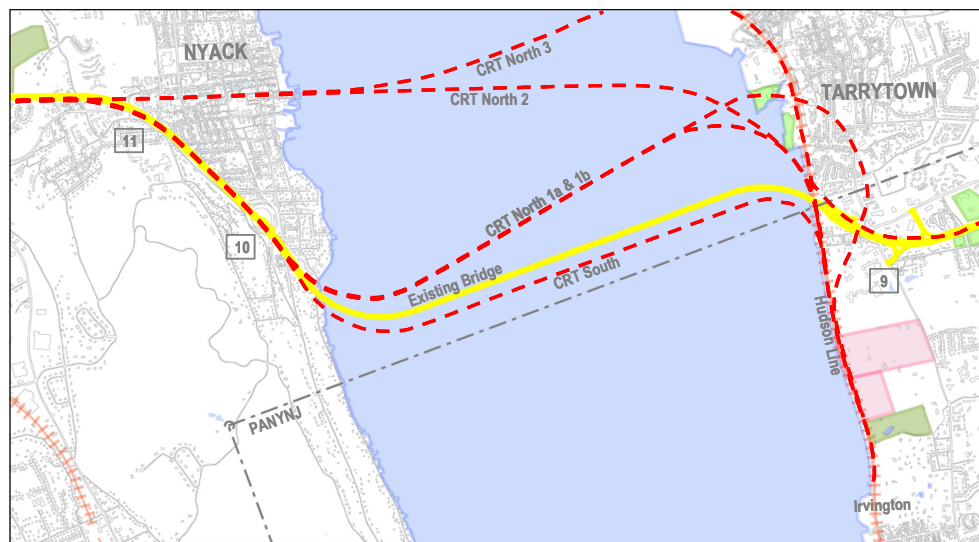 NYACK
CRT North 3
TARRYTOWN
CRT North 2
11
CRT North 1a & 1b
10
Existing Bridge
CRT South
9
Hudson Line
PANYNJ
Irvington